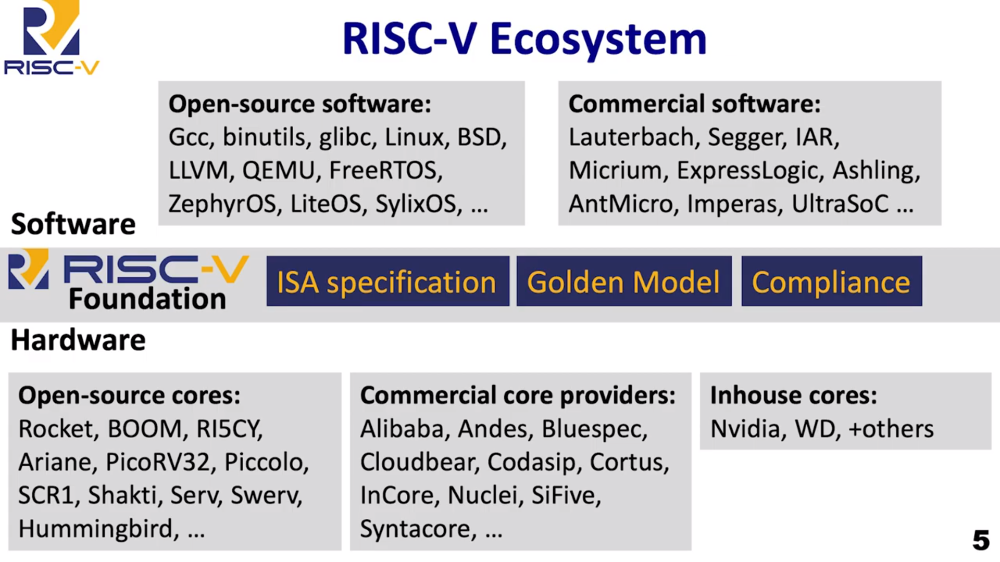 RISC-V
RISC-V Ecosystem
Open-source software:
Gcc, binutils, glibc, Linux, BSD,
LLVM, QEMU, FreeRTOS,
ZephyrOS, LiteOS, SylixOS, ...
Commercial software:
Lauterbach, Segger, IAR,
Micrium, ExpressLogic, Ashling,
AntMicro, Imperas, UltraSoC ...
Software
RISC-V
Foundation
ISA specification
Golden Model
Compliance
Hardware
Open-source cores:
Rocket, BOOM, RI5CY,
Ariane, PicoRV32, Piccolo,
SCR1, Shakti, Serv, Swerv,
Hummingbird, ...
Commercial core providers:
Alibaba, Andes, Bluespec,
Cloudbear, Codasip, Cortus,
InCore, Nuclei, SiFive,
Syntacore, ...
Inhouse cores:
Nvidia, WD, +others
5